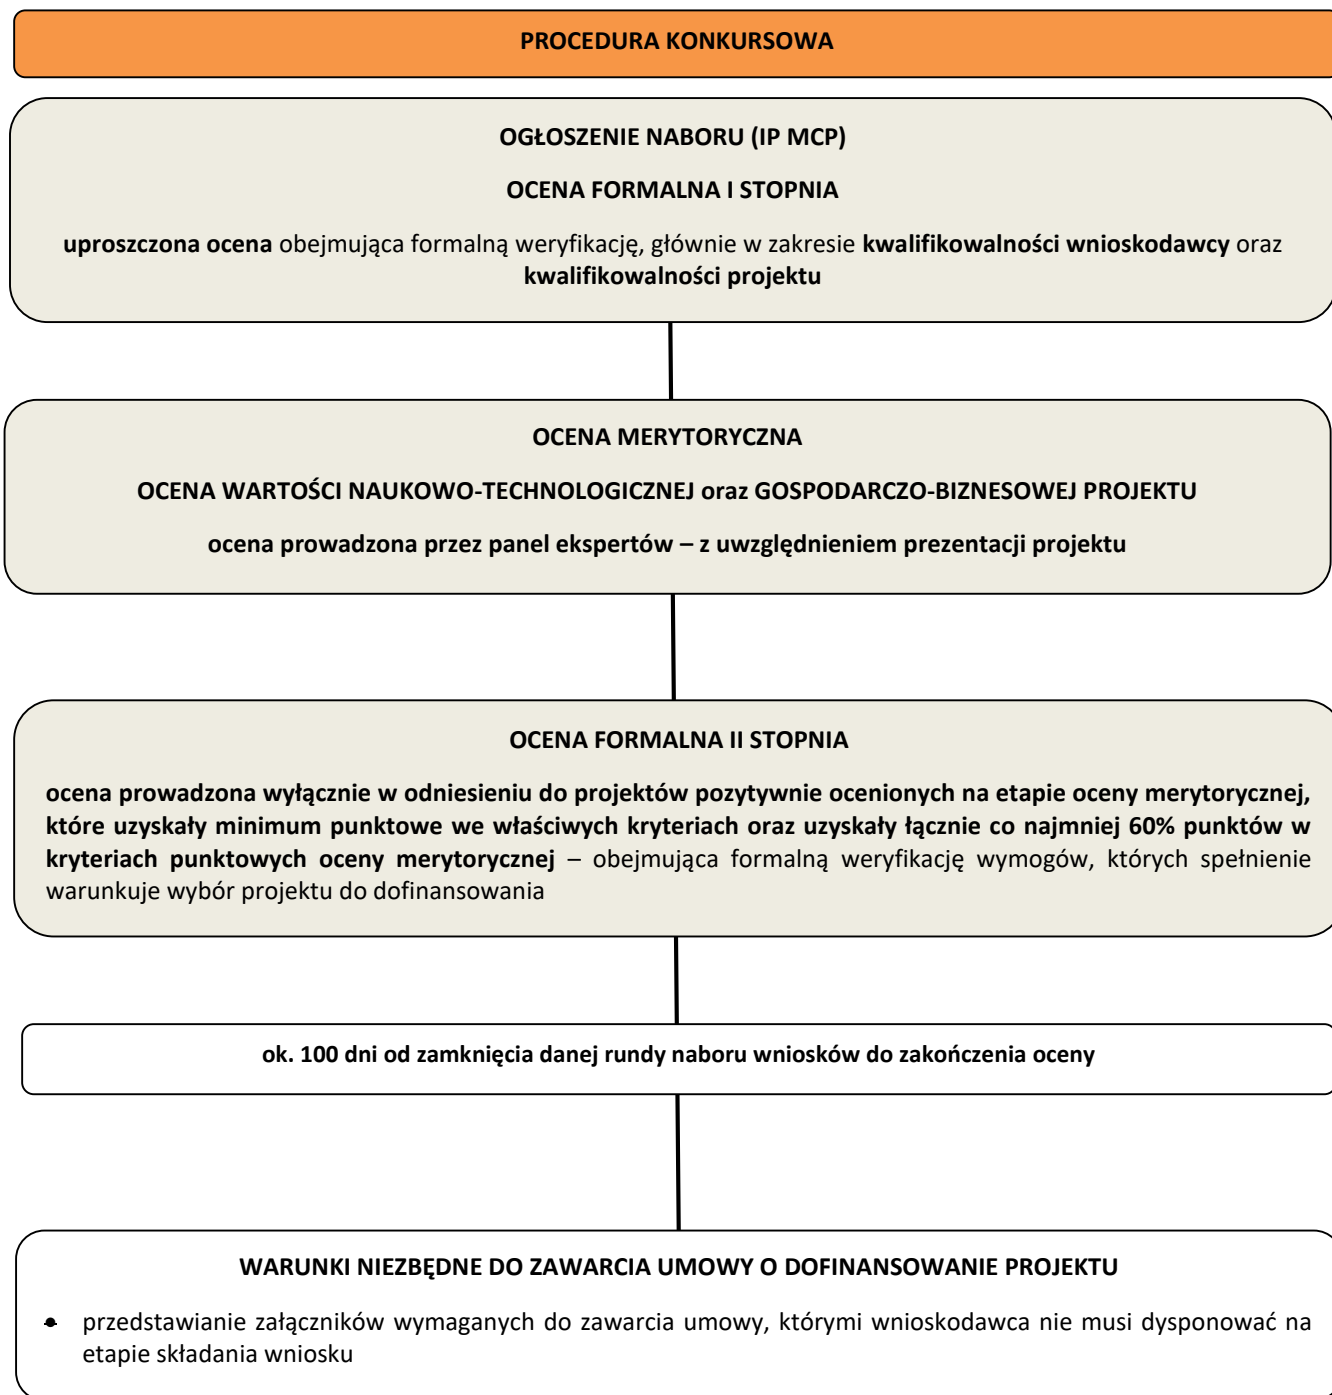 PROCEDURA KONKURSOWA
OGŁOSZENIE NABORU (IP MCP)
OCENA FORMALNA I STOPNIA
uproszczona ocena obejmująca formalną weryfikację, głównie w zakresie kwalifikowalności wnioskodawcy oraz
kwalifikowalności projektu
OCENA MERYTORYCZNA
OCENA WARTOŚCI NAUKOWO-TECHNOLOGICZNEJ oraz GOSPODARCZO-BIZNESOWEJ PROJEKTU
ocena prowadzona przez panel ekspertów – z uwzględnieniem prezentacji projektu
OCENA FORMALNA II STOPNIA
ocena prowadzona wyłącznie w odniesieniu do projektów pozytywnie ocenionych na etapie oceny merytorycznej,
które uzyskały minimum punktowe we właściwych kryteriach oraz uzyskały łącznie co najmniej 60% punktów w
kryteriach punktowych oceny merytorycznej – obejmująca formalną weryfikację wymogów, których spełnienie
warunkuje wybór projektu do dofinansowania
ok. 100 dni od zamknięcia danej rundy naboru wniosków do zakończenia oceny
WARUNKI NIEZBĘDNE DO ZAWARCIA UMOWY O DOFINANSOWANIE PROJEKTU
• przedstawianie załączników wymaganych do zawarcia umowy, którymi wnioskodawca nie musi dysponować na
etapie składania wniosku